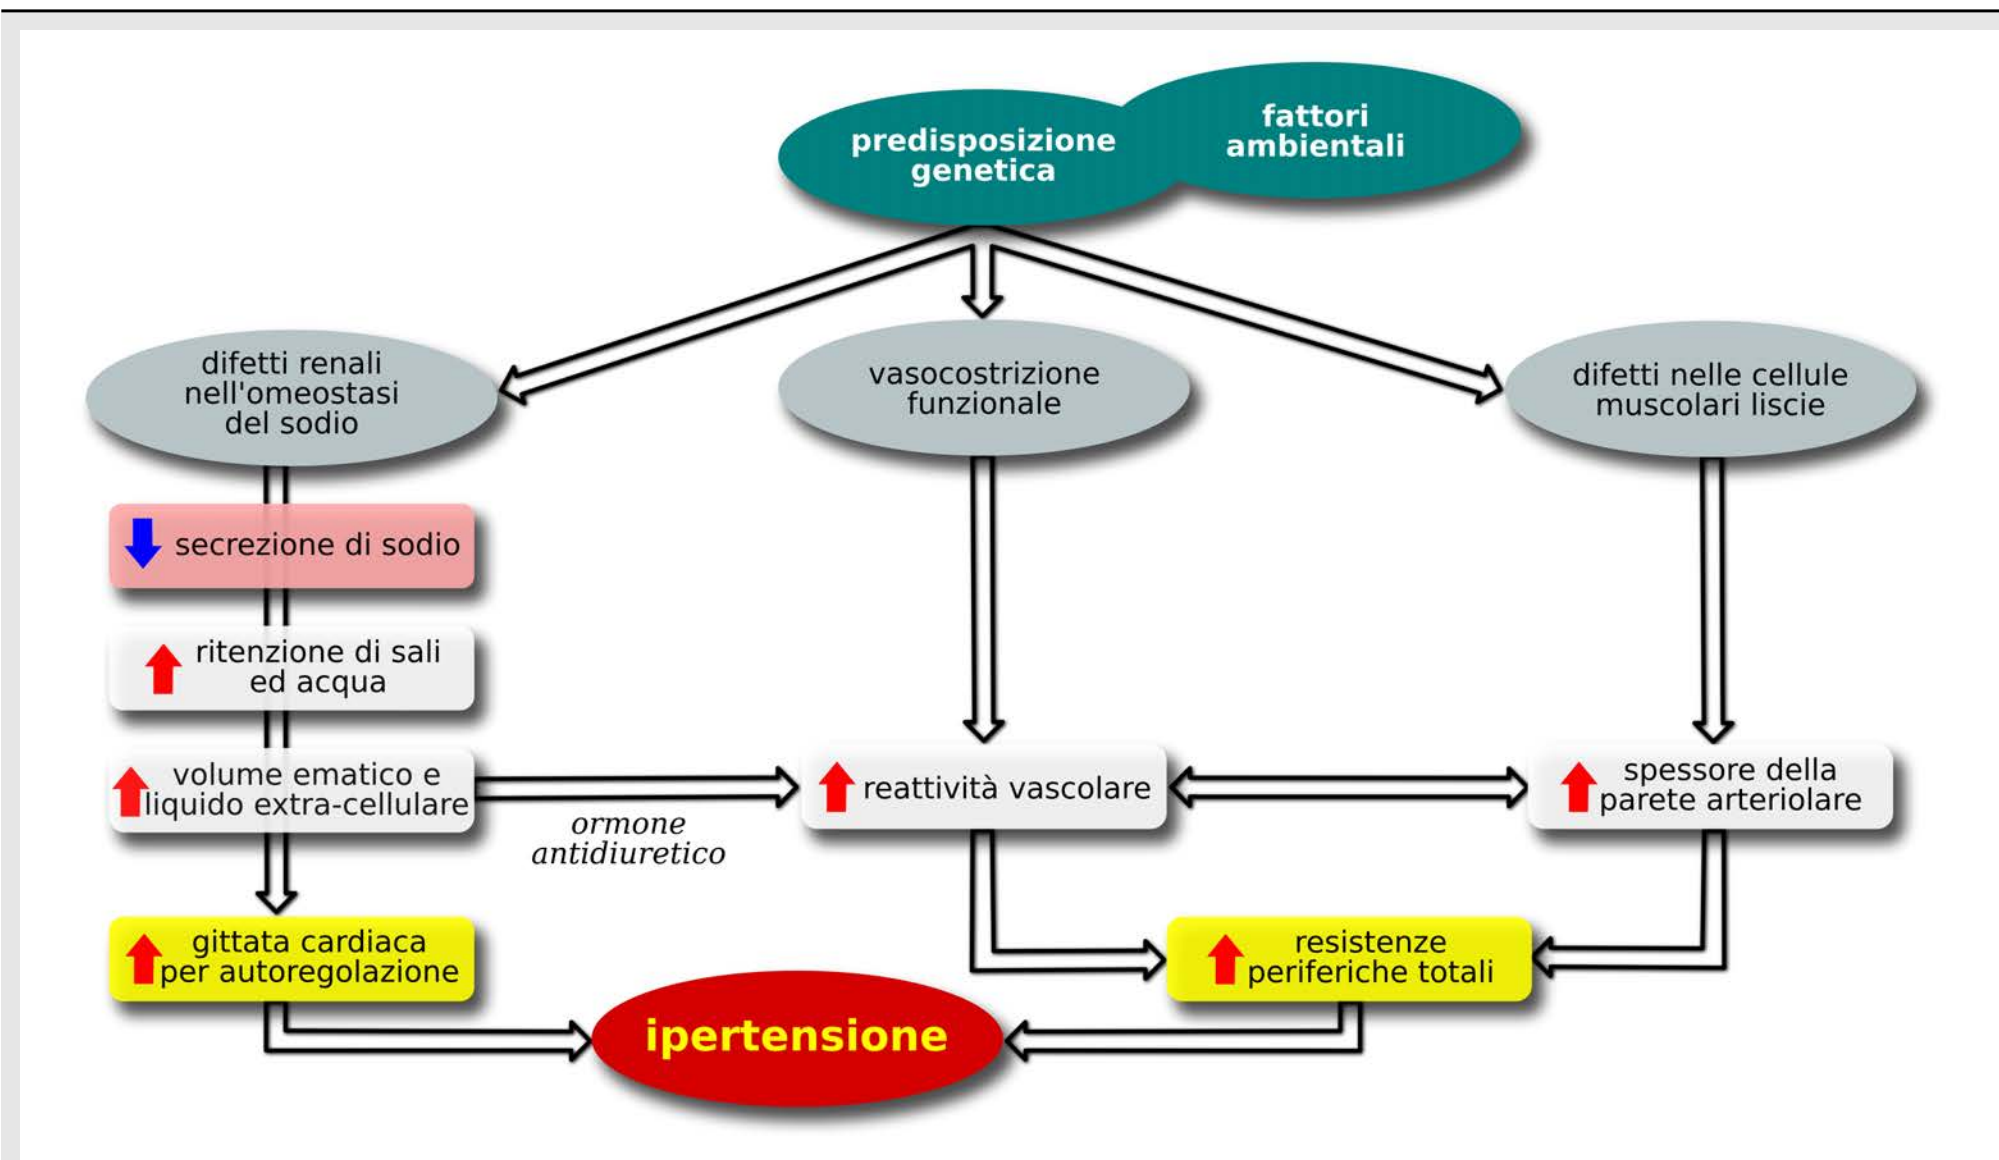 predisposizione
genetica
fattori
ambientali
difetti renali
nell'omeostasi
del sodio
vasocostrizione
funzionale
difetti nelle cellule
muscolari liscie
secrezione di sodio
ritenzione di sali
ed acqua
volume ematico e
liquido extra-cellulare
ormone
antidiuretico
reattività vascolare
spessore della
parete arteriolare
gittata cardiaca
per autoregolazione
resistenze
periferiche totali
ipertensione